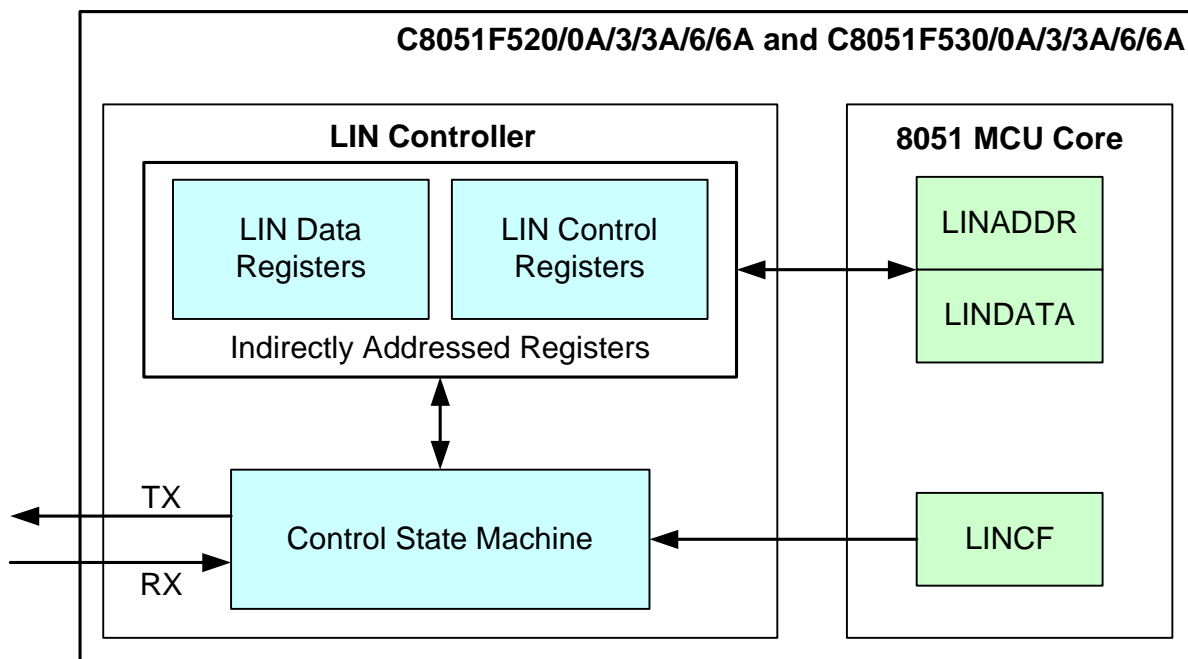 C8051F520/0A/3/3A/6/6A and C8051F530/0A/3/3A/6/6A
LIN Controller
8051 MCU Core
LIN Data
Registers
LIN Control
Registers
Indirectly Addressed Registers
LINADDR
LINDATA
TX
RX
Control State Machine
LINCF